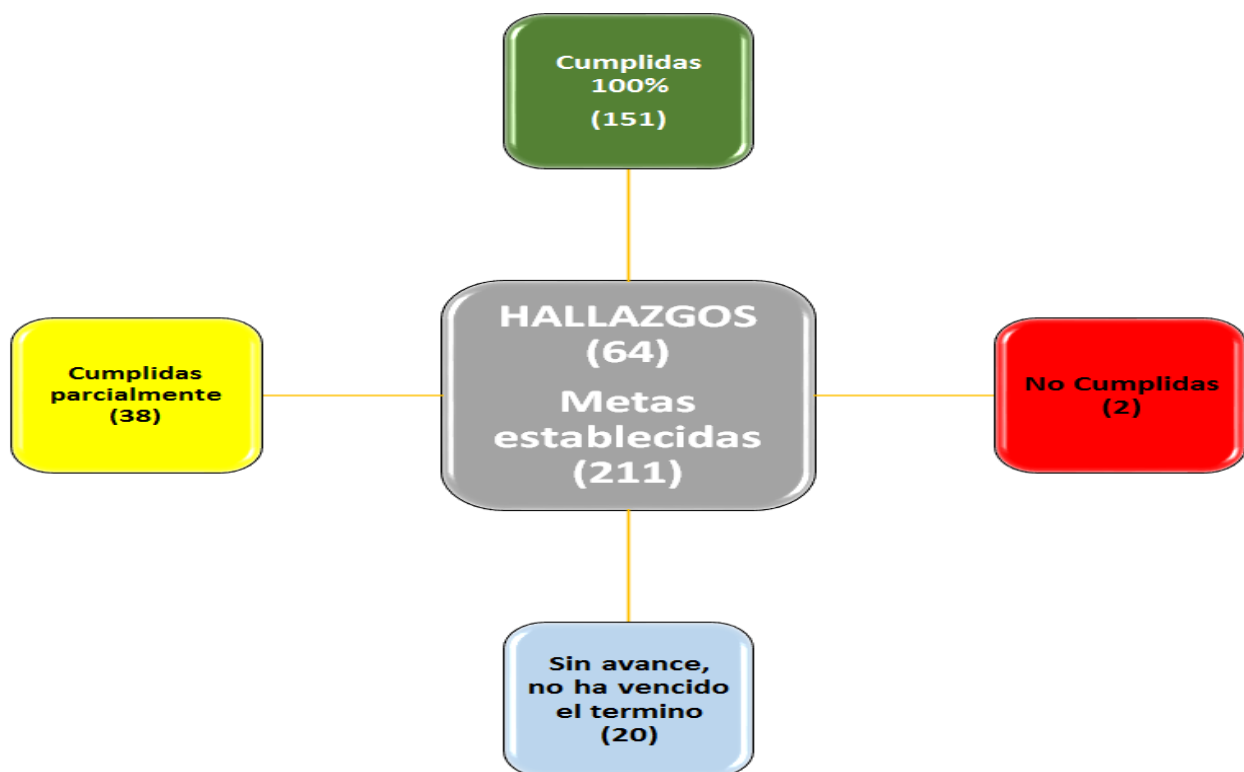 Cumplidas
100%
(151)
Cumplidas
parcialmente
(38)
HALLAZGOS
(64)
Metas
establecidas
(211)
No Cumplidas
(2)
Sin avance,
no ha vencido
el termino
(20)